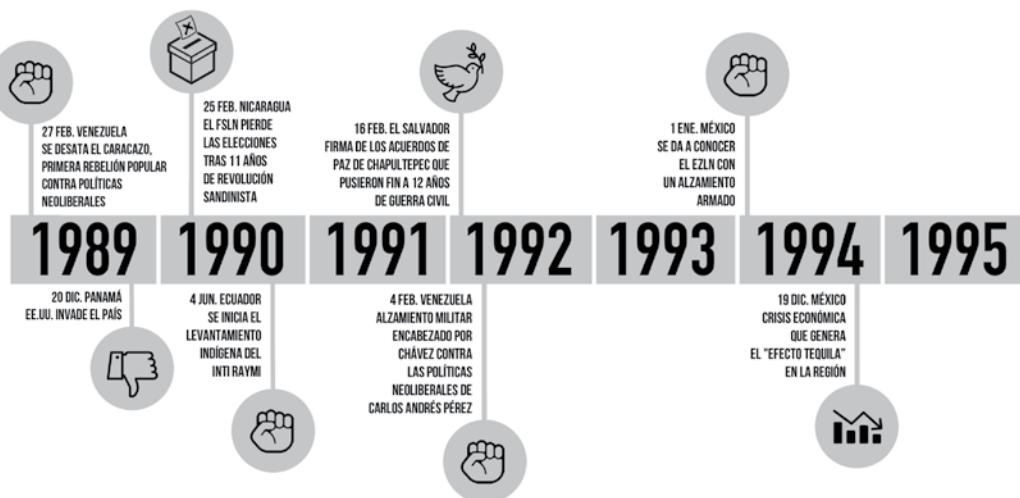 27 FEB. VENEZUELA
SE DESATA EL CARACAZO,
PRIMERA REBELIÓN POPULAR
CONTRA POLÍTICAS
NEOLIBERALES
25 FEB. NICARAGUA
EL FSLN PIERDE
LAS ELECCIONES
TRAS 11 AÑOS
DE REVOLUCIÓN
SANDINISTA
16 FEB. EL SALVADOR
FIRMA DE LOS ACUERDOS DE
PAZ DE CHAPULTEPEC QUE
PUSIERON FIN A 12 AÑOS
DE GUERRA CIVIL
1 ENE. MÉXICO
SE DA A CONOCER
EL EZLN CON
UN ALZAMIENTO
ARMADO
1989 1990 1991 1992 1993 1994 1995
20 DIC. PANAMÁ
EE.UU. INVADE EL PAÍS
4 JUN. ECUADOR
SE INICIA EL
LEVANTAMIENTO
INDÍGENA DEL
INTI RAYMI
4 FEB. VENEZUELA
ALZAMIENTO MILITAR
ENCABEZADO POR
CHÁVEZ CONTRA
LAS POLÍTICAS
NEOLIBERALES DE
CARLOS ANDRÉS PÉREZ
19 DIC. MÉXICO
CRISIS ECONÓMICA
QUE GENERA
EL "EFECTO TEQUILA"
EN LA REGIÓN